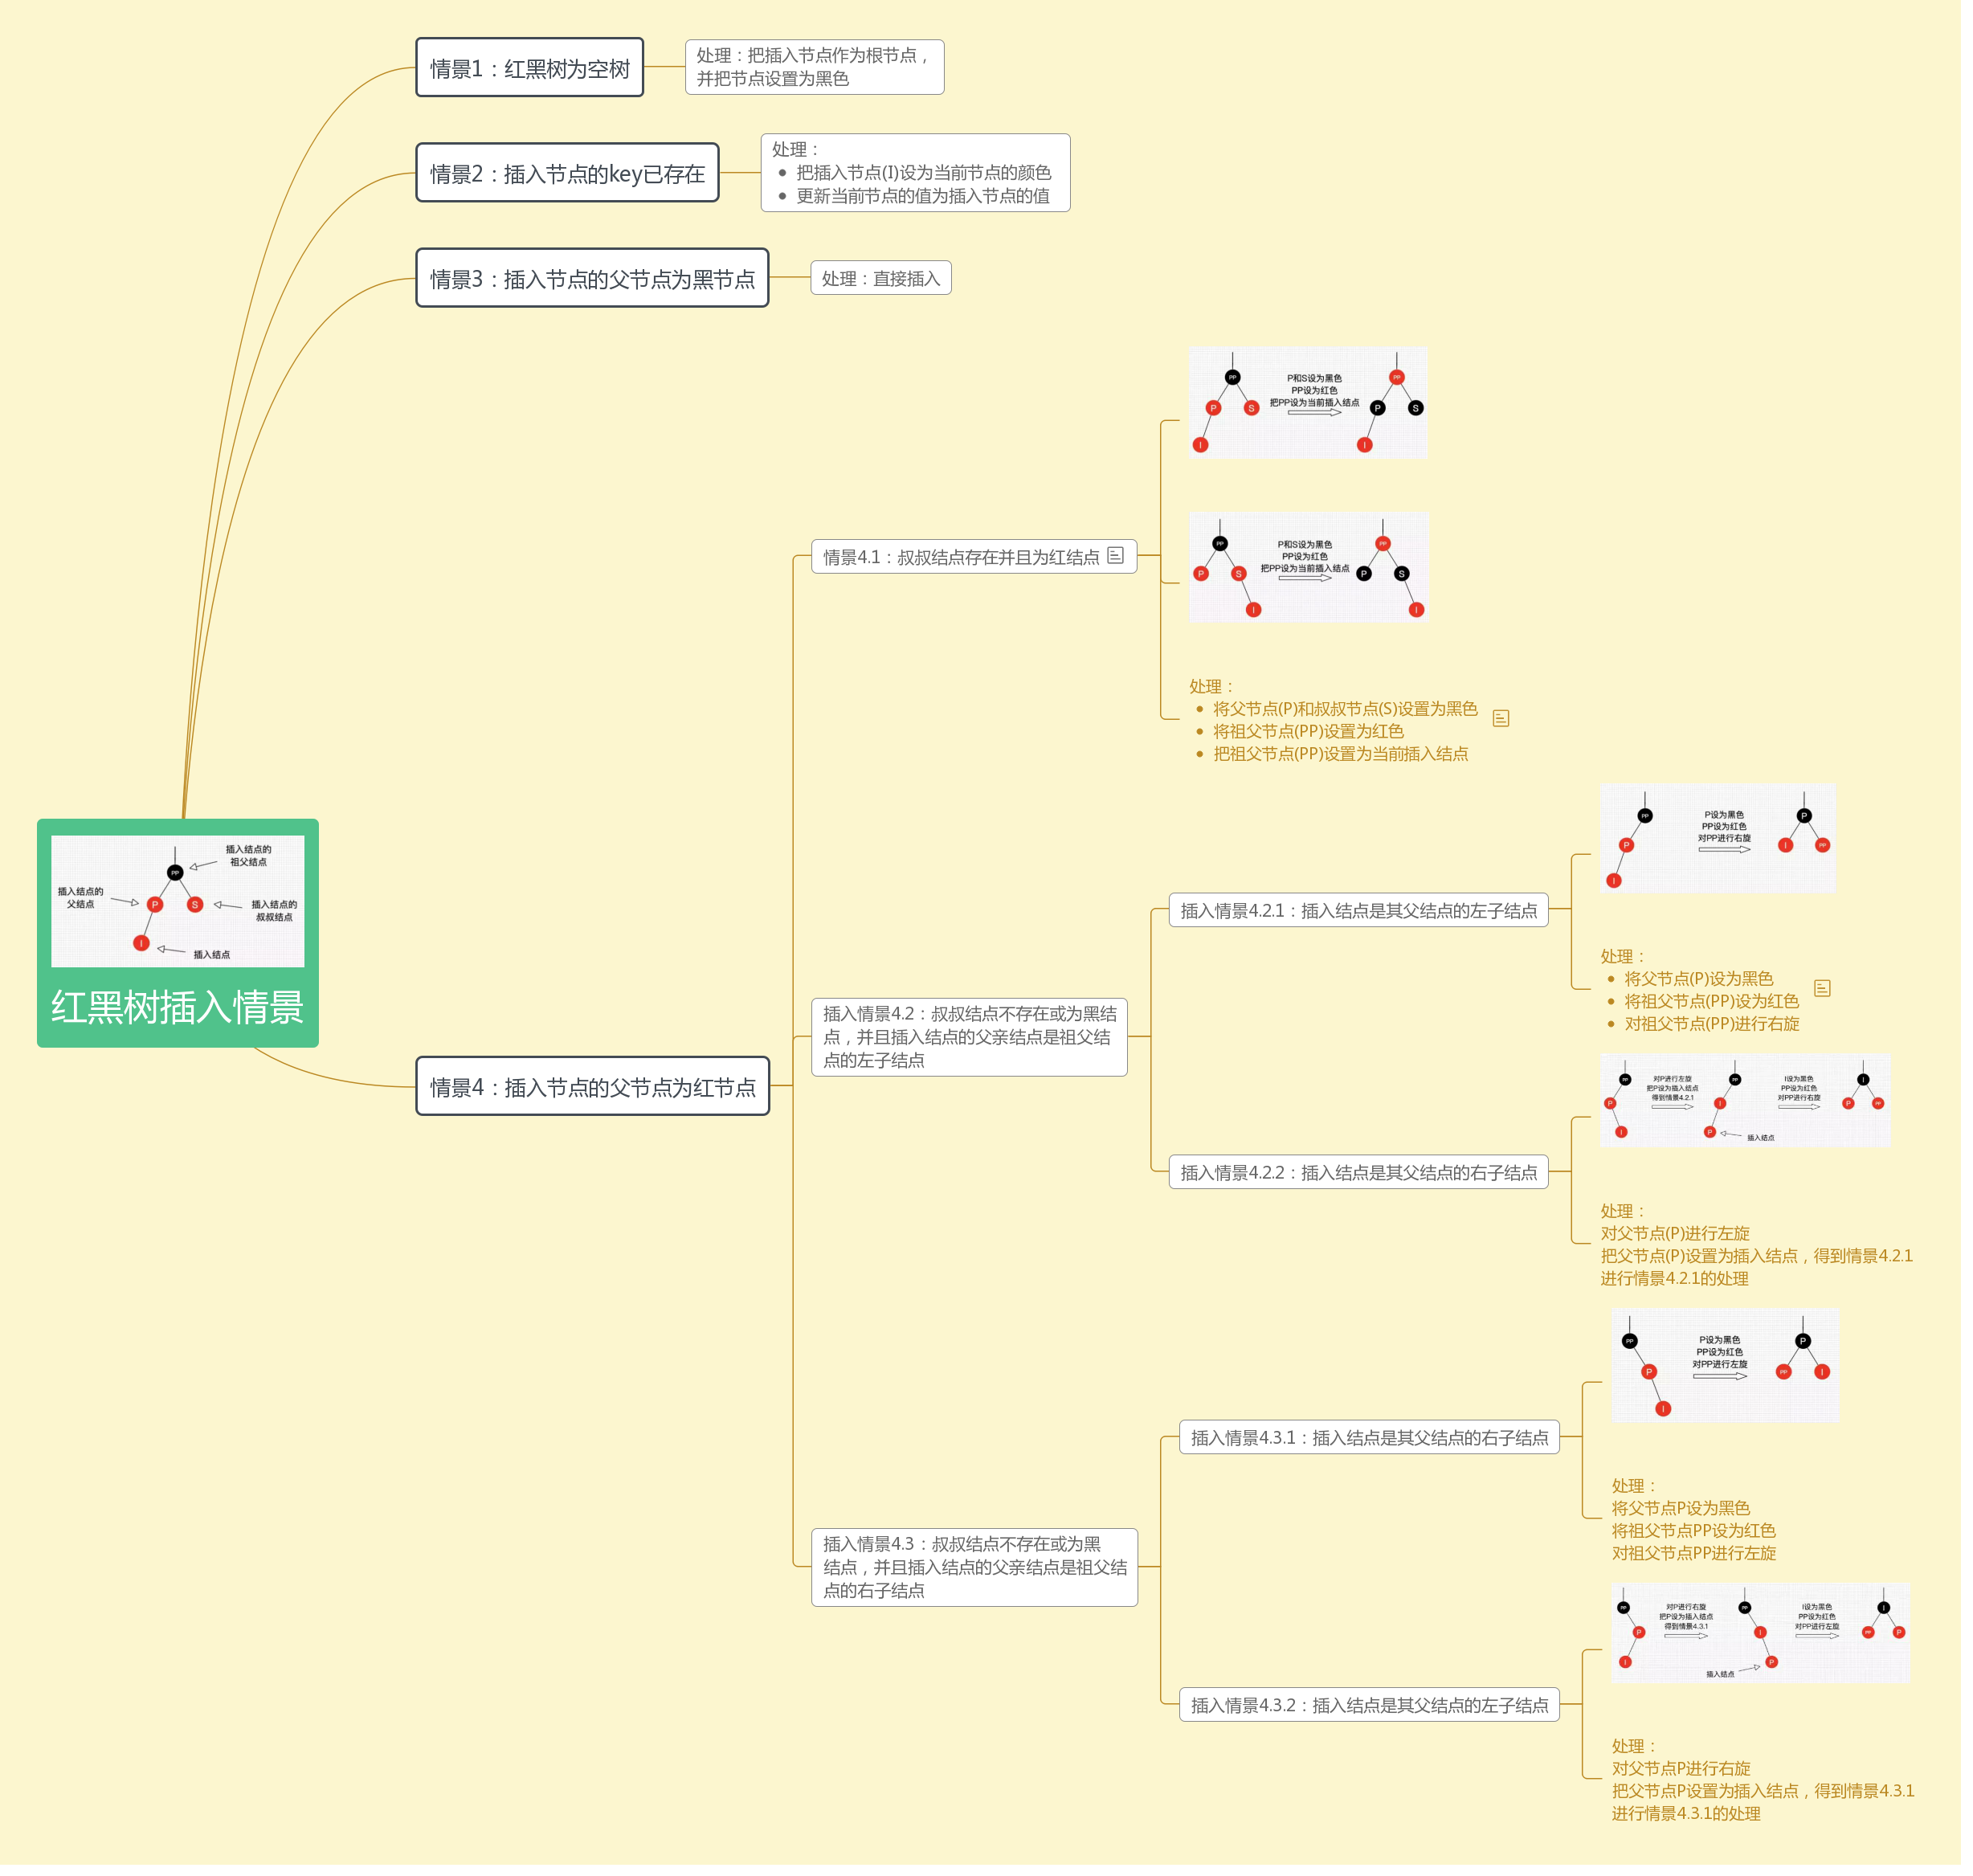 情景1：红黑树为空树
处理：把插入节点作为根节点，
并把节点设置为黑色
情景2：插入节点的key已存在
处理：
把插入节点(I)设为当前节点的颜色
更新当前节点的值为插入节点的值
情景3：插入节点的父节点为黑节点
处理：直接插入
PP
P
S
I
P和S设为黑色
PP设为红色
把PP设为当前插入结点
PP
P
S
I
情景4.1：叔叔结点存在并且为红结点
PP
P
S
I
P和S设为黑色
PP设为红色
把PP设为当前插入结点
PP
P
S
I
处理：
将父节点(P)和叔叔节点(S)设置为黑色
将祖父节点(PP)设置为红色
把祖父节点(PP)设置为当前插入结点
插入结点的
祖父结点
插入结点的
父结点
PP
P
S
I
插入结点的
叔叔结点
插入结点
红黑树插入情景
情景4：插入节点的父节点为红节点
插入情景4.2：叔叔结点不存在或为黑结
点，并且插入结点的父亲结点是祖父结
点的左子结点
插入情景4.2.1：插入结点是其父结点的左子结点
PP
P
I
P设为黑色
PP设为红色
对PP进行右旋
P
I
PP
处理：
将父节点(P)设为黑色
将祖父节点(PP)设为红色
对祖父节点(PP)进行右旋
插入情景4.2.2：插入结点是其父结点的右子结点
PP
P
I
对P进行左旋
把P设为插入结点
得到情景4.2.1
PP
I
P
插入结点
I设为黑色
PP设为红色
对PP进行右旋
I
P
PP
处理：
对父节点(P)进行左旋
把父节点(P)设置为插入结点，得到情景4.2.1
进行情景4.2.1的处理
插入情景4.3：叔叔结点不存在或为黑
结点，并且插入结点的父亲结点是祖父结
点的右子结点
插入情景4.3.1：插入结点是其父结点的右子结点
PP
P
I
P设为黑色
PP设为红色
对PP进行左旋
P
PP
I
处理：
将父节点P设为黑色
将祖父节点PP设为红色
对祖父节点PP进行左旋
插入情景4.3.2：插入结点是其父结点的左子结点
PP
P
I
对P进行右旋
把P设为插入结点
得到情景4.3.1
PP
I
P
插入结点
I设为黑色
PP设为红色
对PP进行左旋
I
PP
P
处理：
对父节点P进行右旋
把父节点P设置为插入结点，得到情景4.3.1
进行情景4.3.1的处理